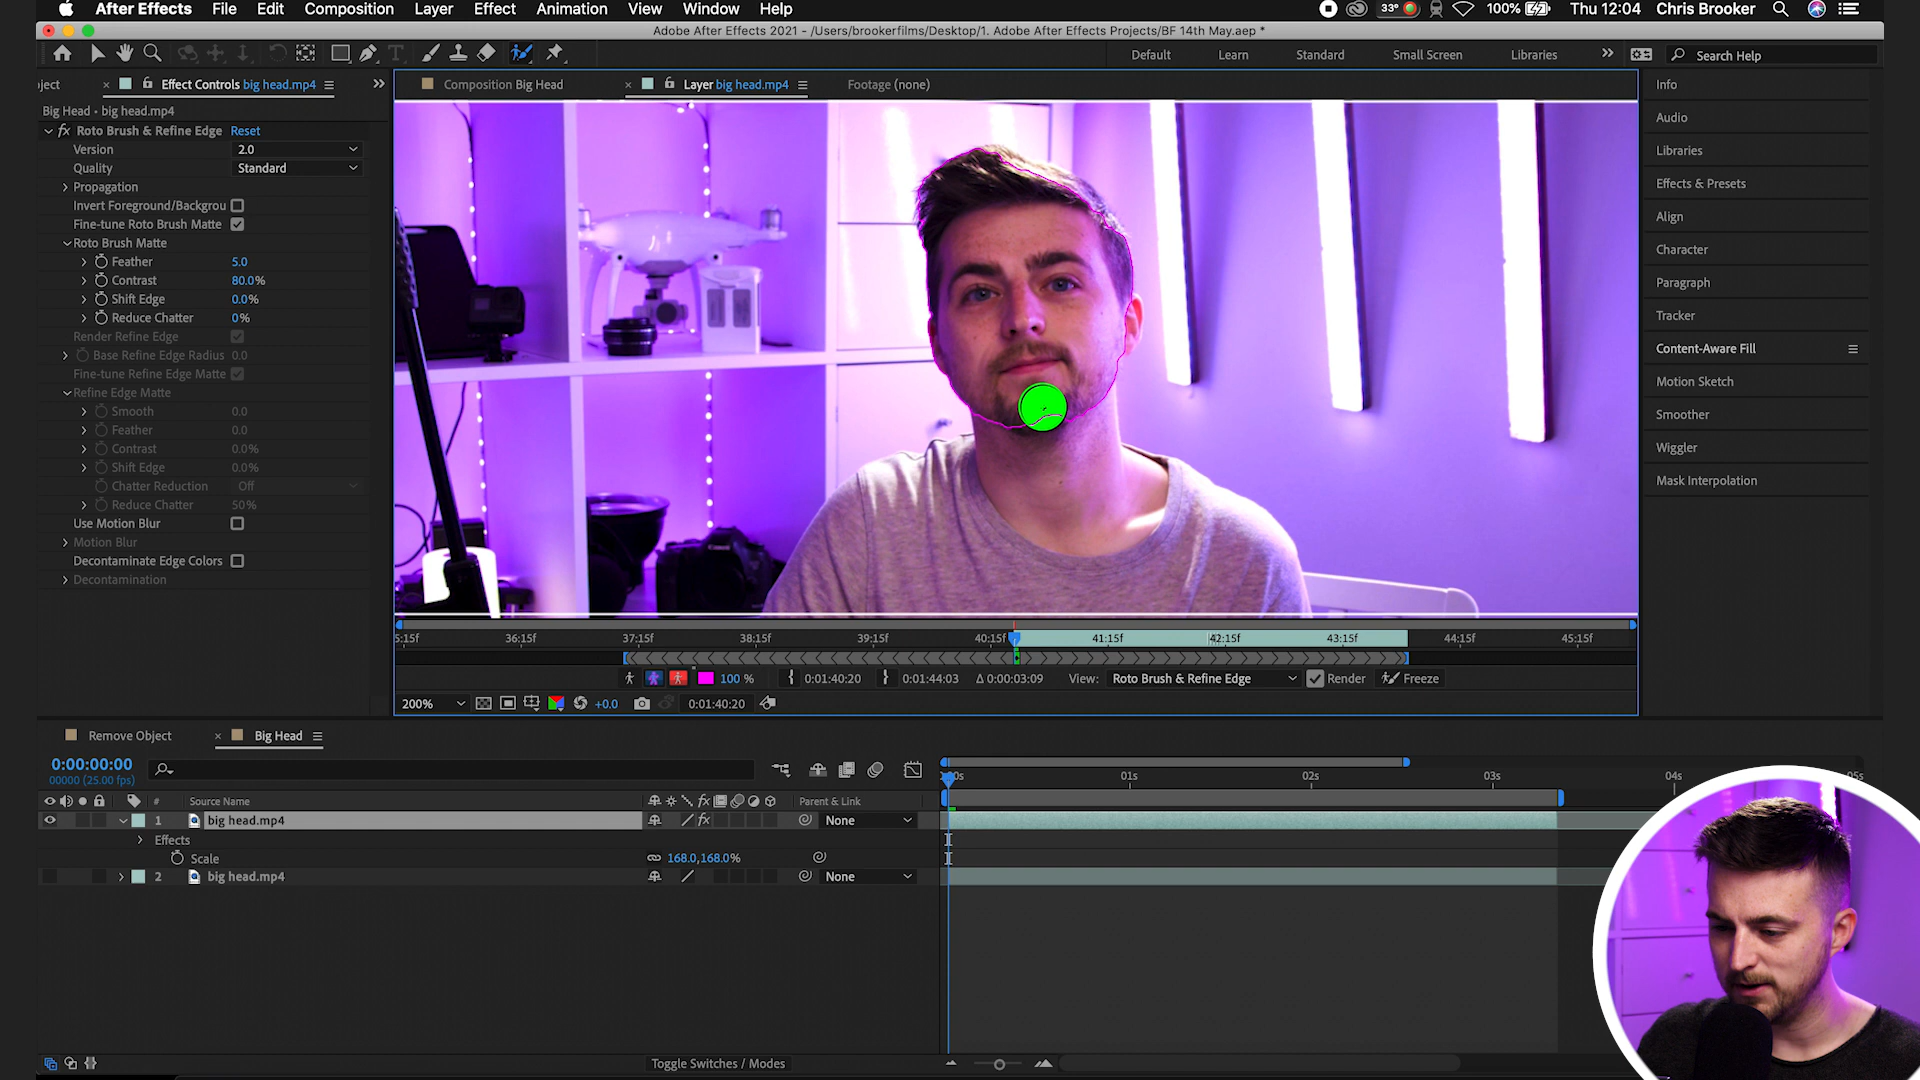 After Effects File Edit Composition Layer Effect Animation View Window Help 33° 100% Thu 12:04 Chris Brooker
Adobe After Effects 2021 - /Users/brookerfilms/Desktop/1. Adobe After Effects Projects/BF 14th May.aep *
Default Learn Standard Small Screen Libraries Search Help
ject Effect Controls big head.mp4 Composition Big Head Layer big head.mp4 Footage (none)
Big Head • big head.mp4
fx Roto Brush & Refine Edge Reset
Version 2.0
Quality Standard
Propagation
Invert Foreground/Backgrou
Fine-tune Roto Brush Matte
Roto Brush Matte
Feather 5.0
Contrast 80.0%
Shift Edge 0.0%
Reduce Chatter 0%
Render Refine Edge
Base Refine Edge Radius 0.0
Fine-tune Refine Edge Matte
Refine Edge Matte
Smooth 0.0
Feather 0.0
Contrast 0.0%
Shift Edge 0.0%
Chatter Reduction Off
Reduce Chatter 50%
Use Motion Blur
Motion Blur
Decontaminate Edge Colors
Decontamination
Canon
Info
Audio
Libraries
Effects & Presets
Align
Character
Paragraph
Tracker
Content-Aware Fill
Motion Sketch
Smoother
Wiggler
Mask Interpolation
5:15f 36:15f 37:15f 38:15f 39:15f 40:15f 41:15f 42:15f 43:15f 44:15f 45:15f
100 % 0:01:40:20 0:01:44:03 Δ 0:00:03:09 View: Roto Brush & Refine Edge Render Freeze
200% +0.0 0:01:40:20
Remove Object Big Head
0:00:00:00
00000 (25.00 fps)
00s 01s 02s 03s 04s 05s
# Source Name fx Parent & Link
1 big head.mp4 fx None
Effects
Scale 168.0,168.0%
2 big head.mp4 None
Toggle Switches / Modes